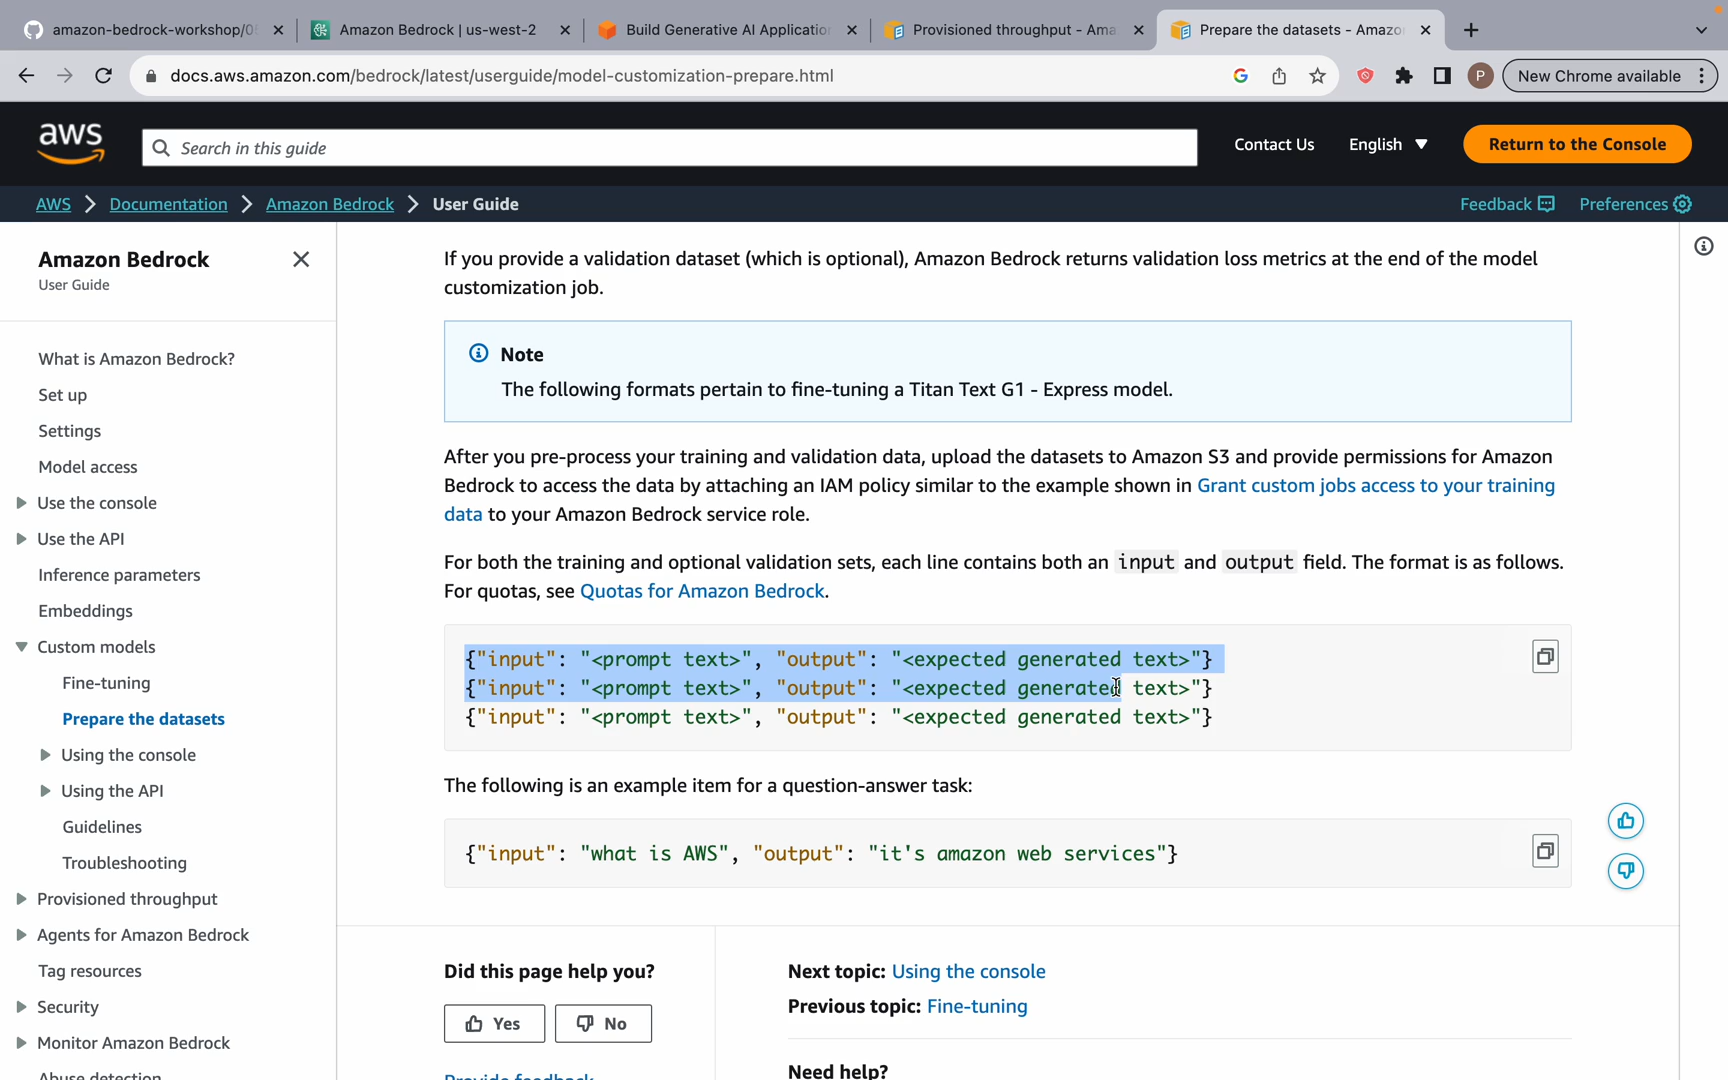 amazon-bedrock-workshop/0
Amazon Bedrock | us-west-2
Build Generative AI Application
Provisioned throughput - Ama
Prepare the datasets - Amazo
docs.aws.amazon.com/bedrock/latest/userguide/model-customization-prepare.html
P
New Chrome available
aws
Search in this guide
Contact Us
English
Return to the Console
AWS
Documentation
Amazon Bedrock
User Guide
Feedback
Preferences
Amazon Bedrock
User Guide
What is Amazon Bedrock?
Set up
Settings
Model access
Use the console
Use the API
Inference parameters
Embeddings
Custom models
Fine-tuning
Prepare the datasets
Using the console
Using the API
Guidelines
Troubleshooting
Provisioned throughput
Agents for Amazon Bedrock
Tag resources
Security
Monitor Amazon Bedrock
Abuse detection
If you provide a validation dataset (which is optional), Amazon Bedrock returns validation loss metrics at the end of the model
customization job.
Note
The following formats pertain to fine-tuning a Titan Text G1 - Express model.
After you pre-process your training and validation data, upload the datasets to Amazon S3 and provide permissions for Amazon
Bedrock to access the data by attaching an IAM policy similar to the example shown in Grant custom jobs access to your training
data to your Amazon Bedrock service role.
For both the training and optional validation sets, each line contains both an input and output field. The format is as follows.
For quotas, see Quotas for Amazon Bedrock.
{"input": "<prompt text>", "output": "<expected generated text>"}
{"input": "<prompt text>", "output": "<expected generated text>"}
{"input": "<prompt text>", "output": "<expected generated text>"}
The following is an example item for a question-answer task:
{"input": "what is AWS", "output": "it's amazon web services"}
Did this page help you?
Yes
No
Provide feedback
Next topic: Using the console
Previous topic: Fine-tuning
Need help?